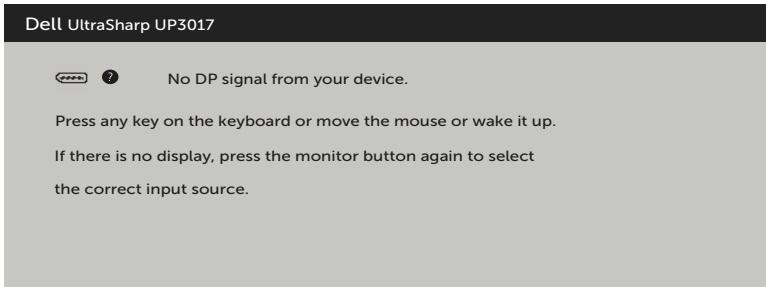 Dell UltraSharp UP3017
? No DP signal from your device.
Press any key on the keyboard or move the mouse or wake it up.
If there is no display, press the monitor button again to select
the correct input source.